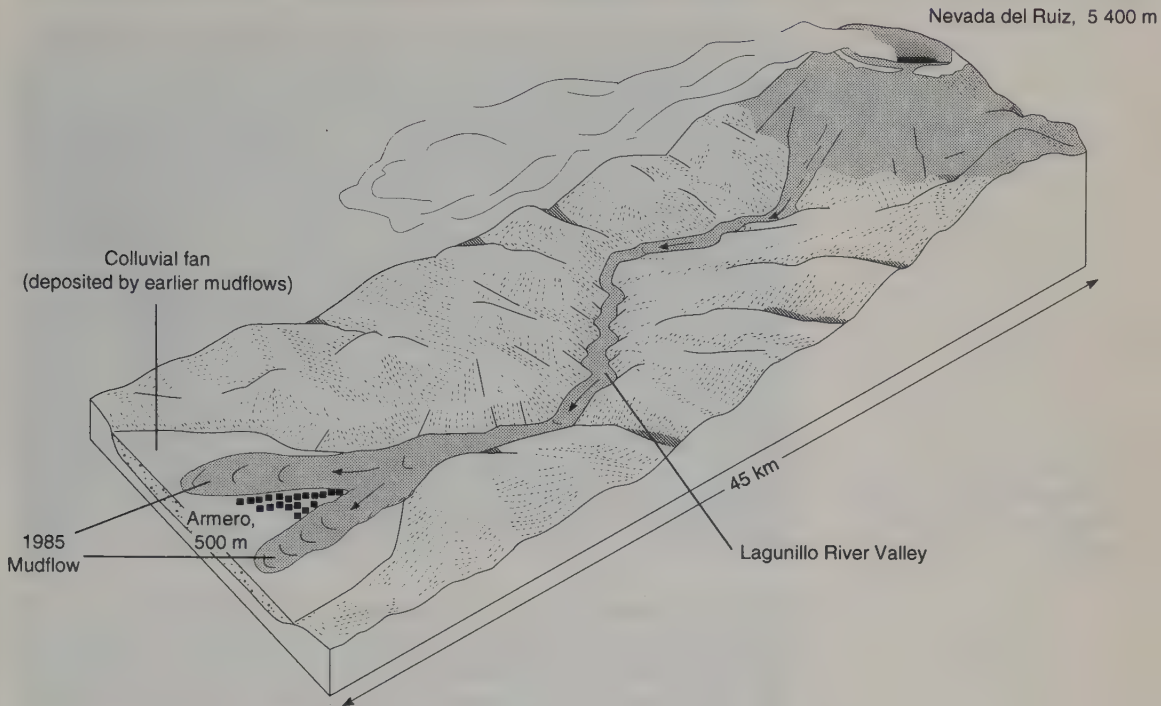 Nevada del Ruiz, 5 400 m
Colluvial fan
(deposited by earlier mudflows)
45 km
Armero,
500 m
1985
Mudflow
Lagunillo River Valley